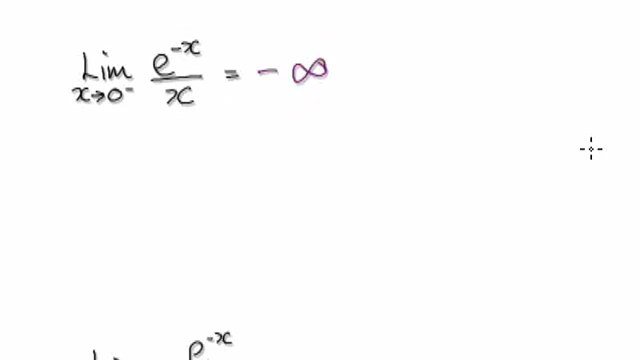 Lim x→0⁻ e^-x / x = - ∞
e^-x